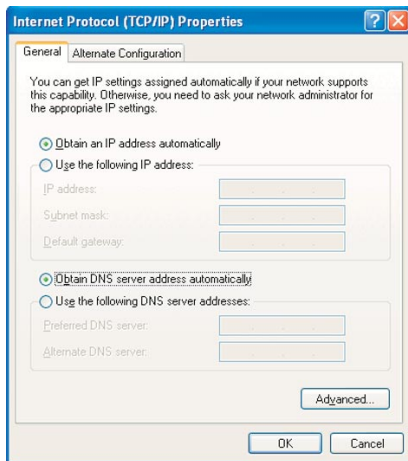 Internet Protocol (TCP/IP) Properties
General
Alternate Configuration
You can get IP settings assigned automatically if your network supports
this capability. Otherwise, you need to ask your network administrator for
the appropriate IP settings.
Obtain an IP address automatically
Use the following IP address:
IP address:
Subnet mask:
Default gateway:
Obtain DNS server address automatically
Use the following DNS server addresses:
Preferred DNS server:
Alternate DNS server:
Advanced...
OK
Cancel